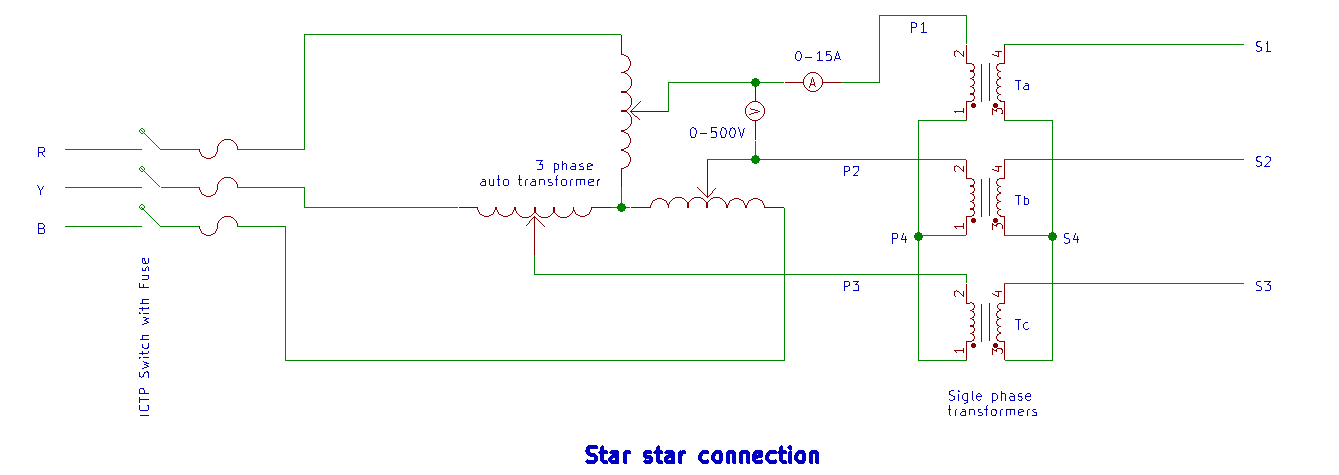 P1
S1
0-15A
A
2
4
Ta
1
3
V
0-500V
R
3 phase
auto transformer
P2
S2
2
4
Y
Tb
1
3
B
P4
S4
P3
S3
2
4
Tc
1
3
ICTP Switch with Fuse
Sigle phase
transformers
Star star connection